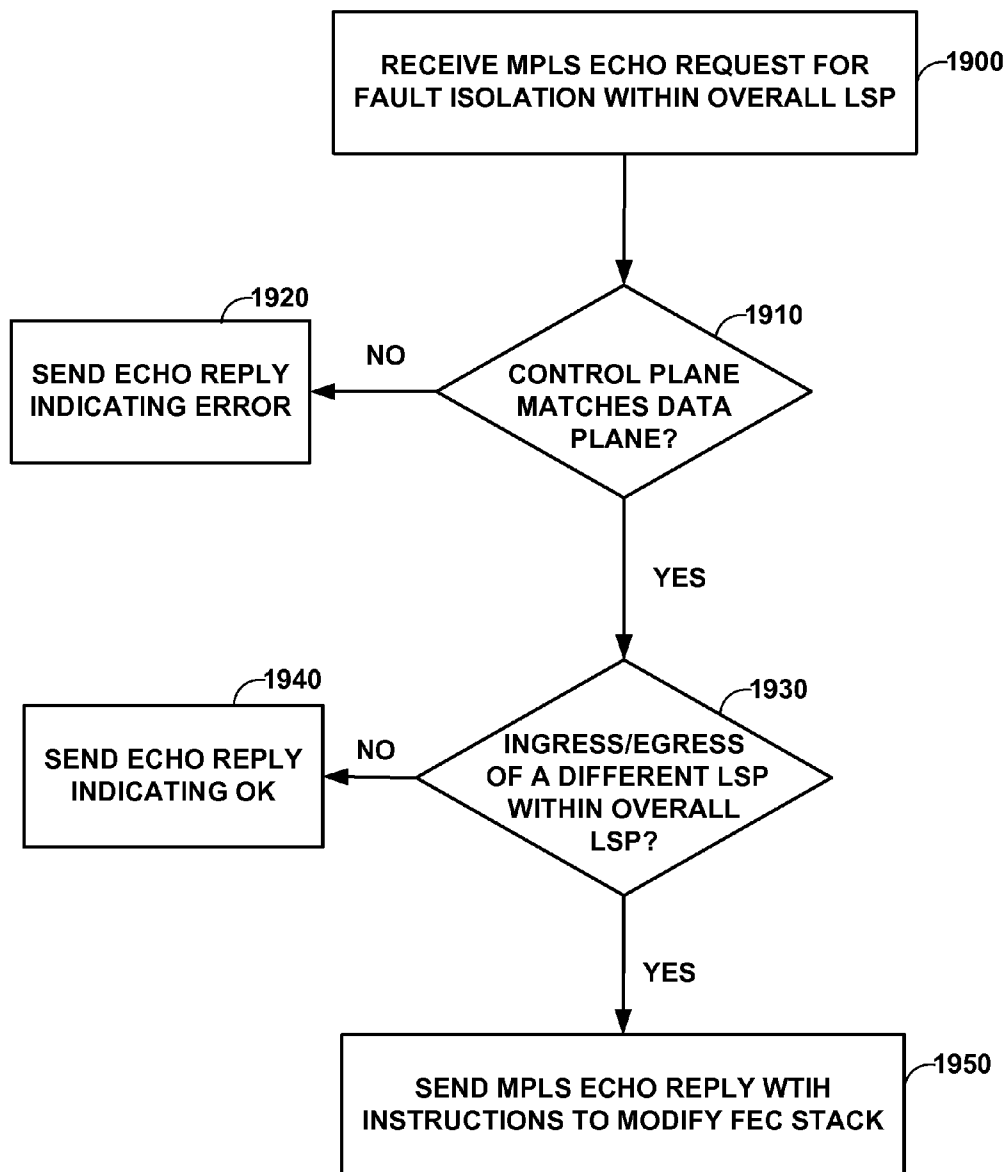 RECEIVE MPLS ECHO REQUEST FOR
FAULT ISOLATION WITHIN OVERALL LSP
1900
1920
SEND ECHO REPLY
INDICATING ERROR
NO
1910
CONTROL PLANE
MATCHES DATA
PLANE?
YES
1940
SEND ECHO REPLY
INDICATING OK
NO
1930
INGRESS/EGRESS
OF A DIFFERENT LSP
WITHIN OVERALL
LSP?
YES
1950
SEND MPLS ECHO REPLY WTIH
INSTRUCTIONS TO MODIFY FEC STACK